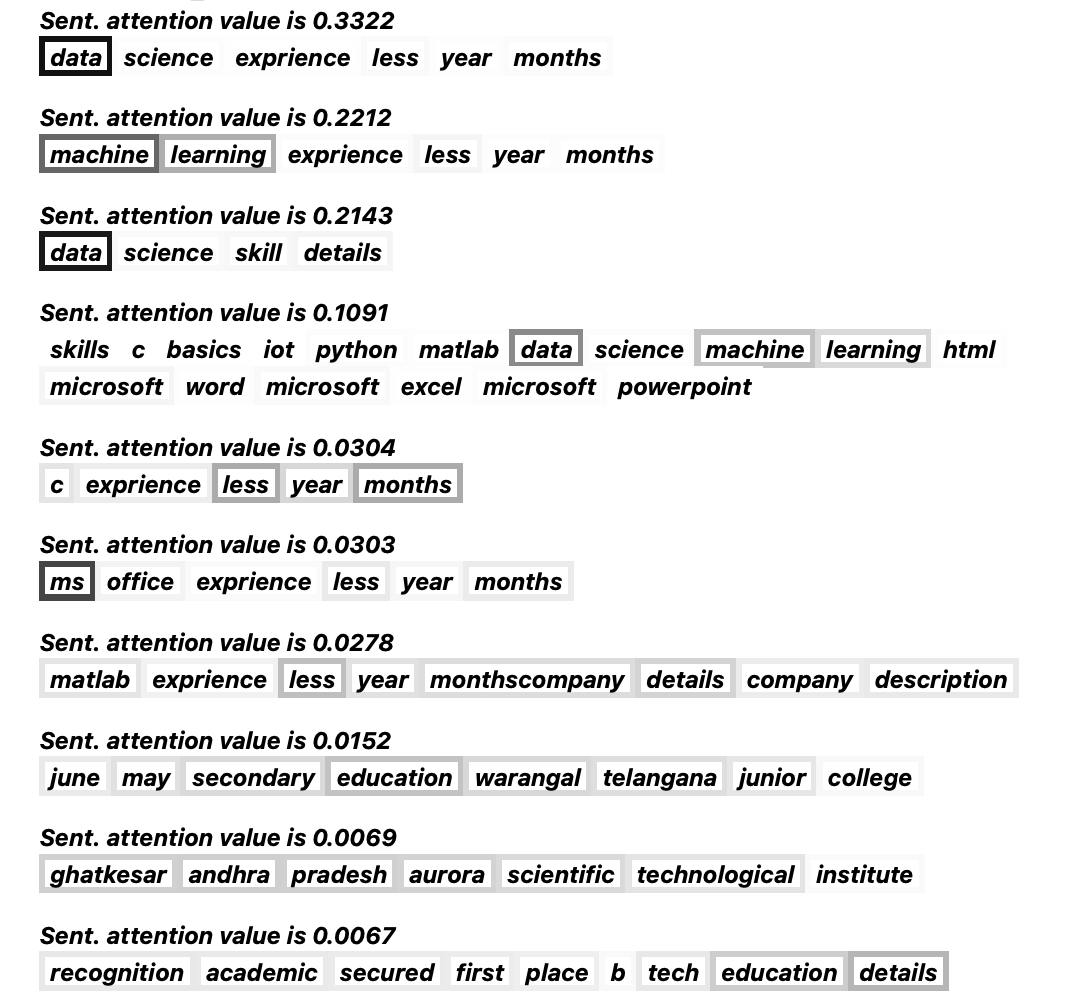 Sent. attention value is 0.3322
data science exprience less year months
Sent. attention value is 0.2212
machine learning exprience less year months
Sent. attention value is 0.2143
data science skill details
Sent. attention value is 0.1091
skills c basics iot python matlab data science machine learning html
microsoft word microsoft excel microsoft powerpoint
Sent. attention value is 0.0304
c exprience less year months
Sent. attention value is 0.0303
ms office exprience less year months
Sent. attention value is 0.0278
matlab exprience less year monthscompany details company description
Sent. attention value is 0.0152
june may secondary education warangal telangana junior college
Sent. attention value is 0.0069
ghatkesar andhra pradesh aurora scientific technological institute
Sent. attention value is 0.0067
recognition academic secured first place b tech education details